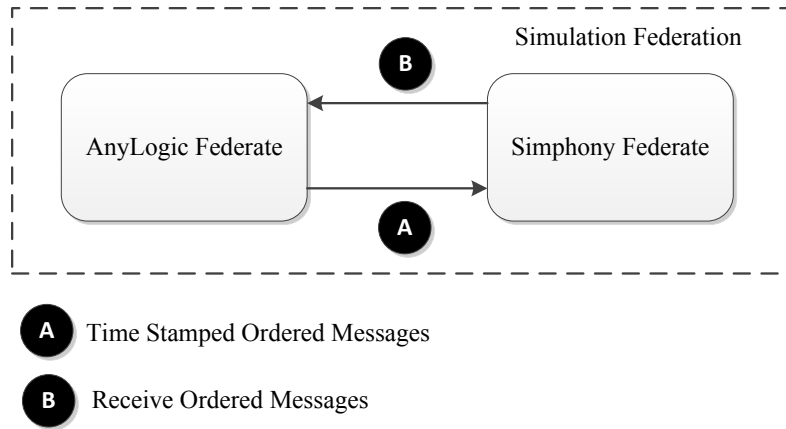 Simulation Federation
B
AnyLogic Federate
Simphony Federate
A
A Time Stamped Ordered Messages
B Receive Ordered Messages